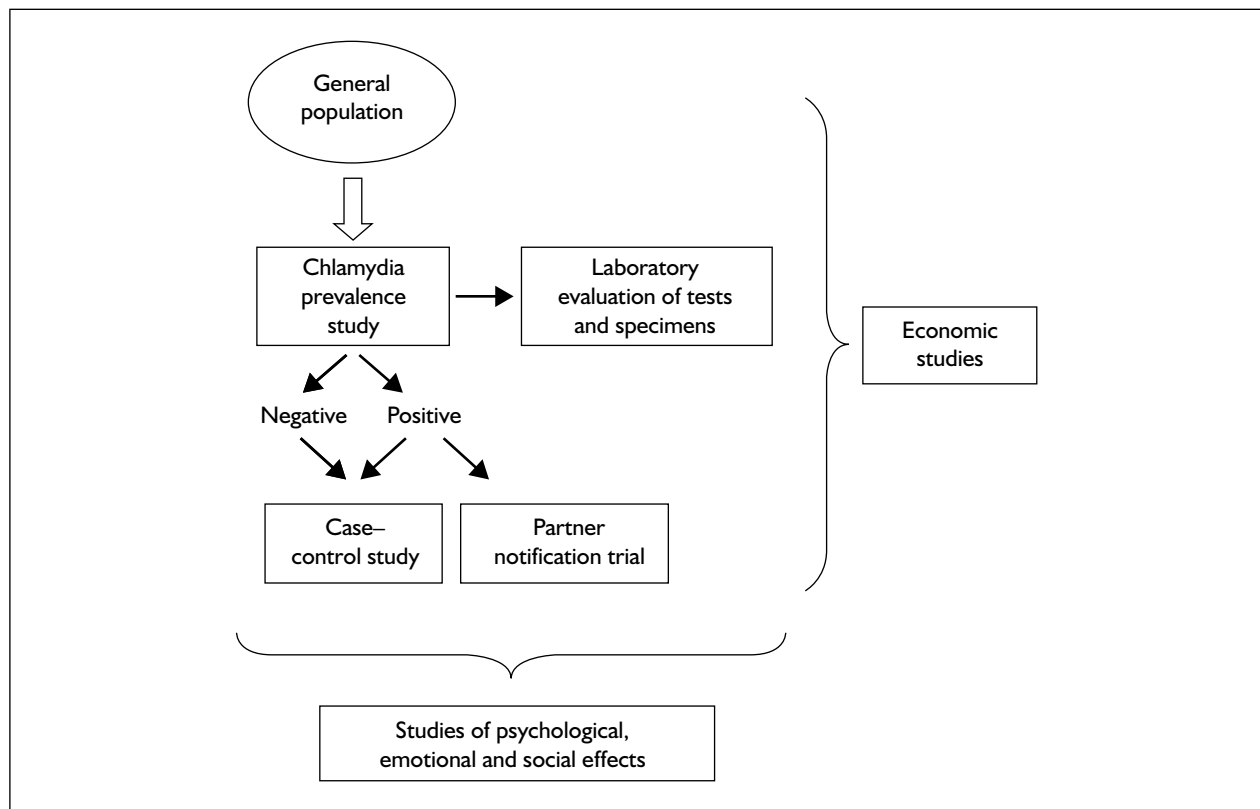 General
population
Chlamydia
prevalence
study
Laboratory
evaluation of tests
and specimens
Economic
studies
Negative
Positive
Case–
control study
Partner
notification trial
Studies of psychological,
emotional and social effects